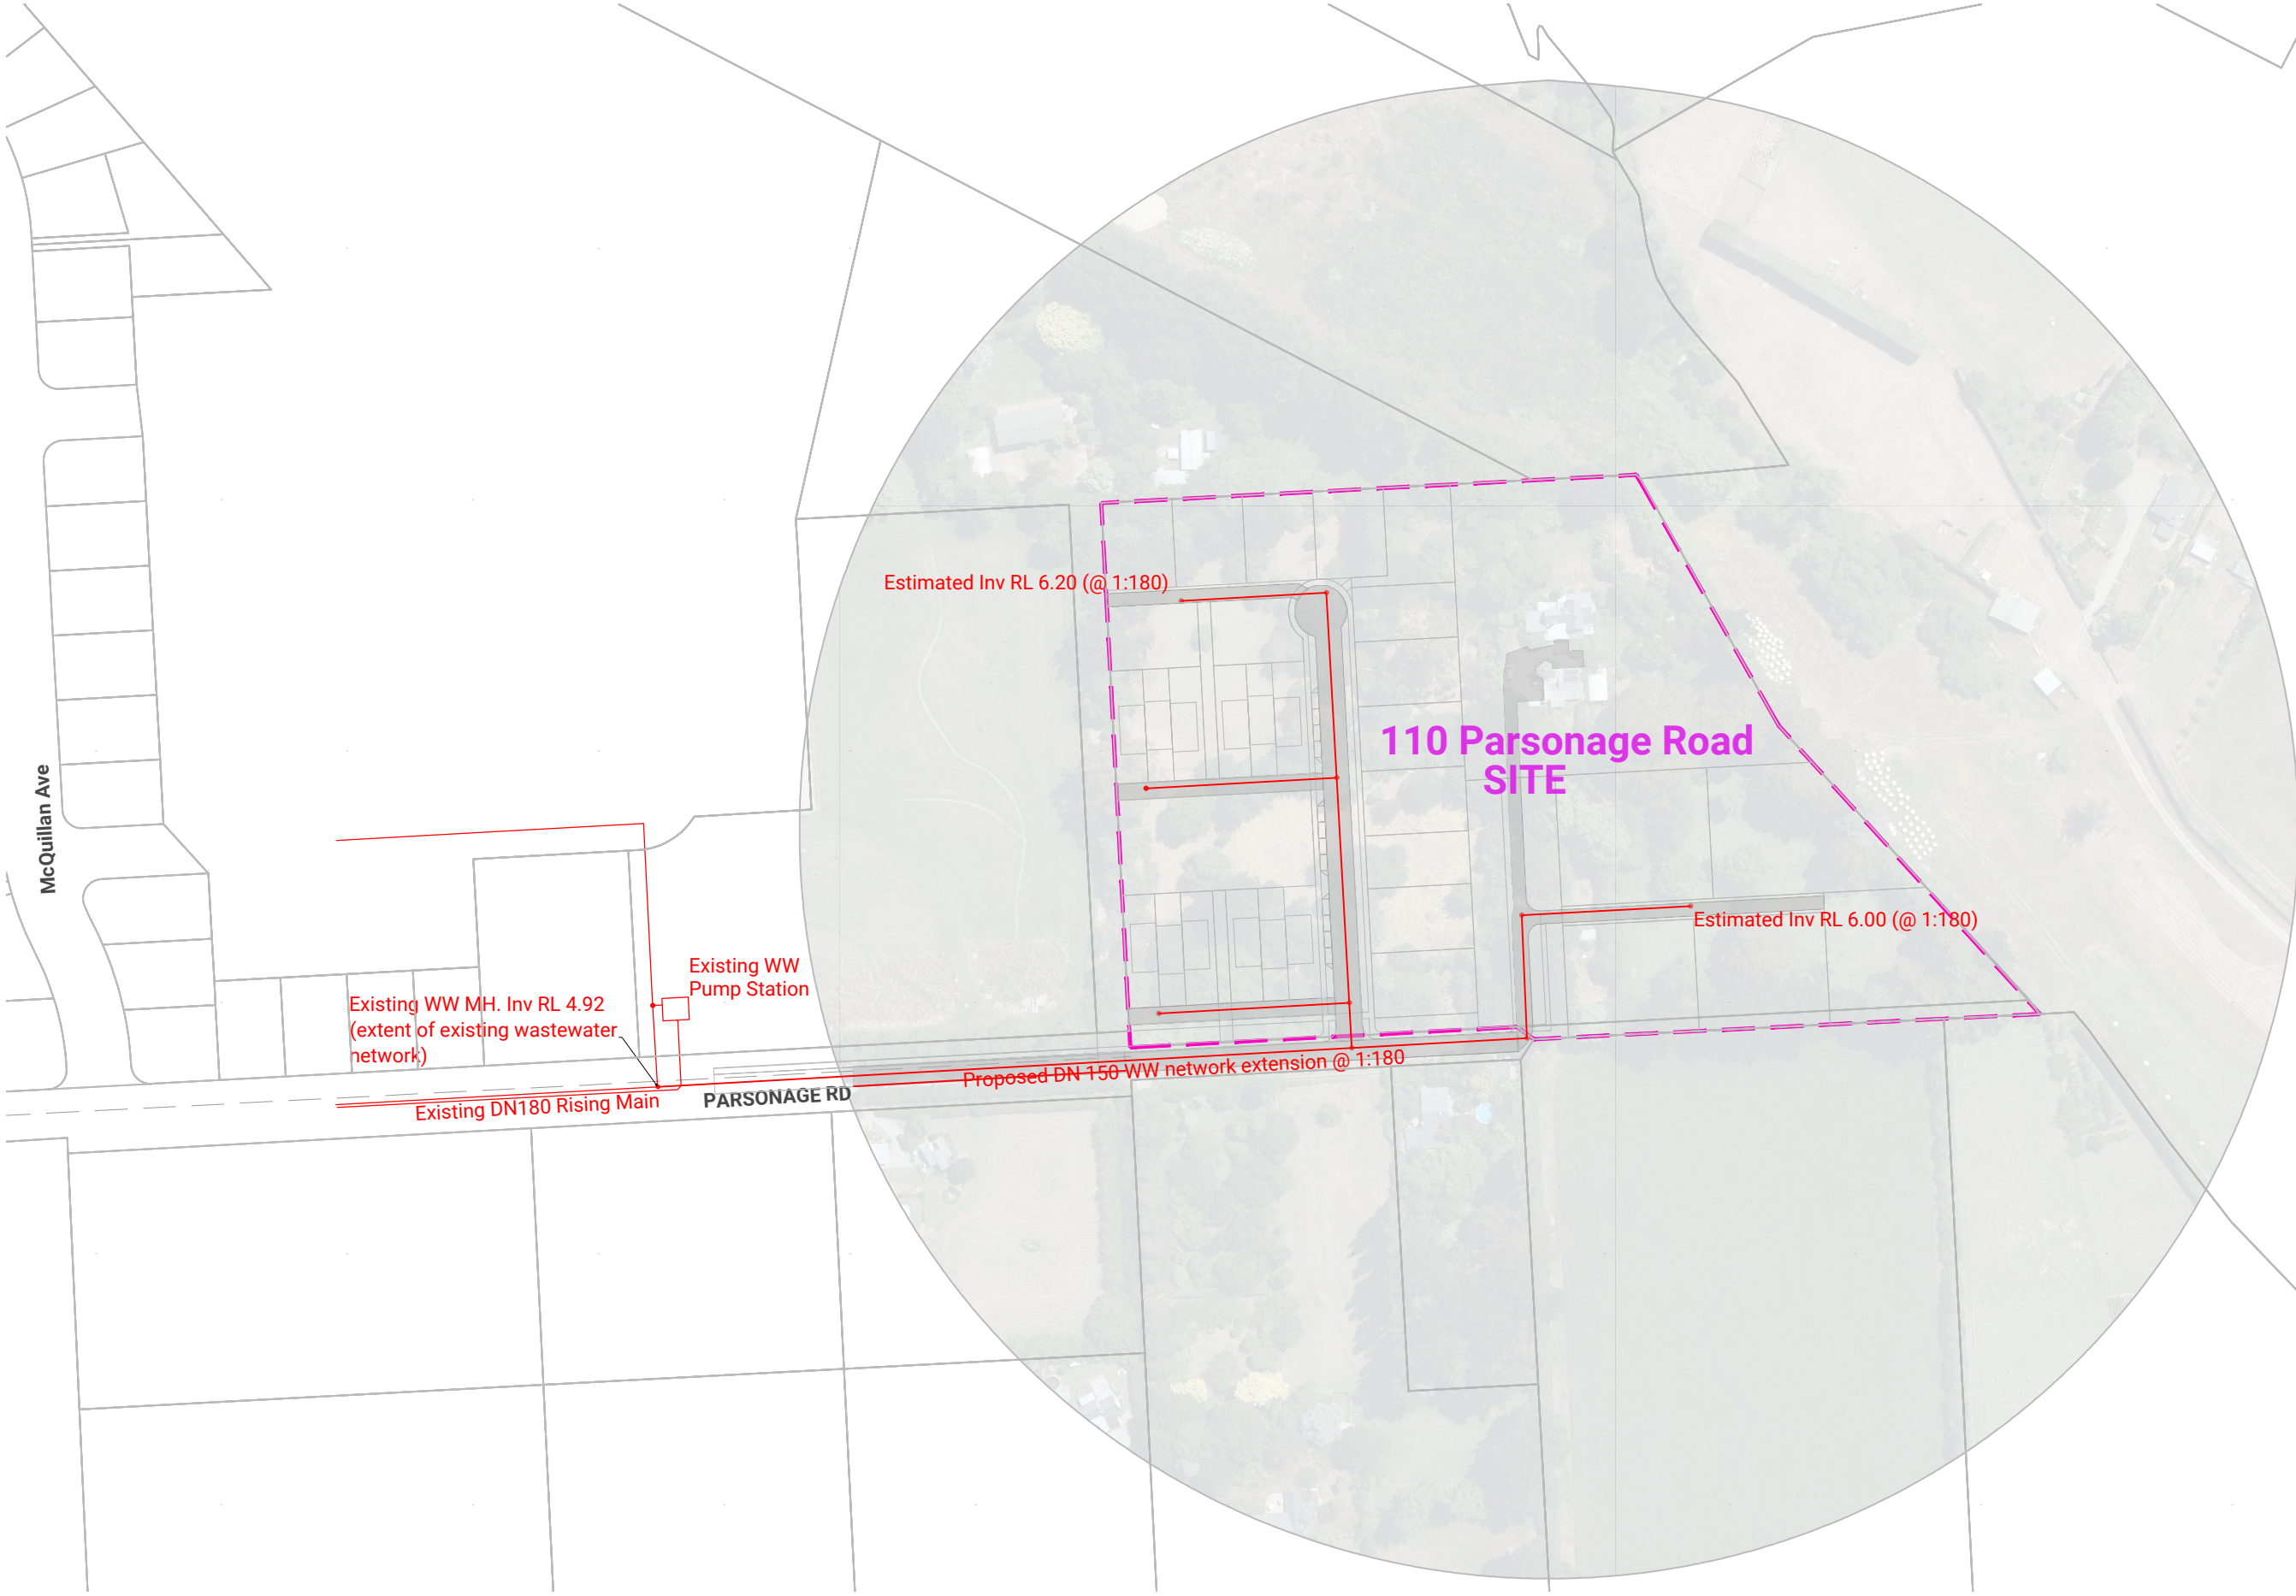 Estimated Inv RL 6.20 (@ 1:180)
110 Parsonage Road
SITE
McQuillan Ave
Estimated Inv RL 6.00 (@ 1:180)
Existing WW
Pump Station
Existing WW MH. Inv RL 4.92
(extent of existing wastewater
network)
Proposed DN 150 WW network extension @ 1:180
Existing DN180 Rising Main
PARSONAGE RD